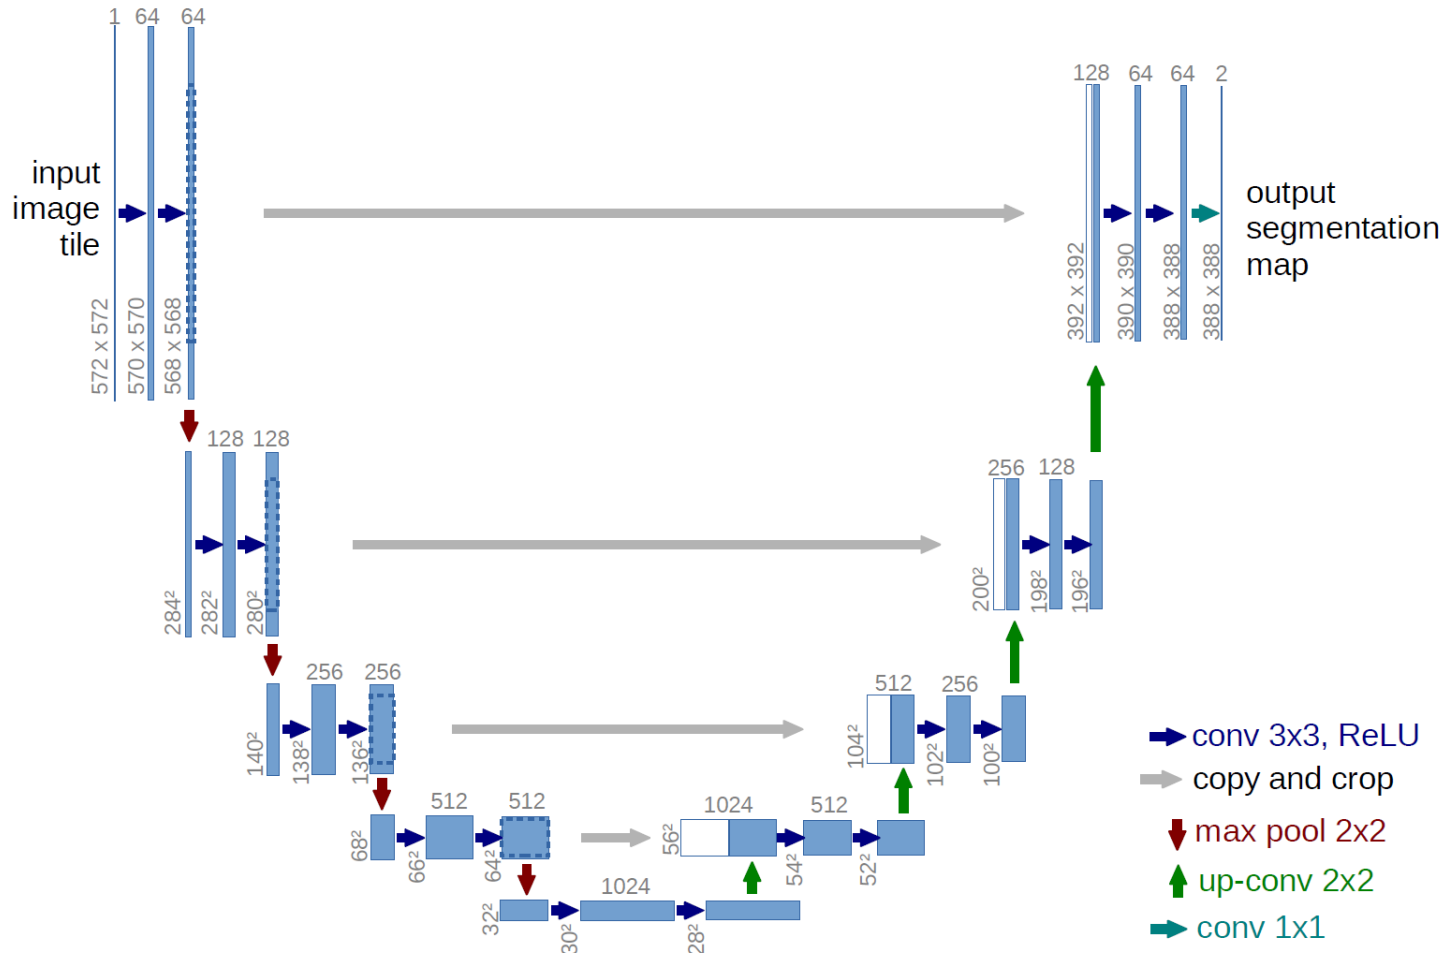 1 64 64
128 64 64 2
input
image
tile
output
segmentation
map
572 x 572
570 x 570
568 x 568
392 x 392
390 x 390
388 x 388
388 x 388
128 128
256 128
284²
282²
280²
200²
198²
196²
256 256
512 256
140²
138²
136²
104²
102²
100²
512 512
1024 512
68²
66²
64²
56²
54²
52²
1024
32²
30²
28²
conv 3x3, ReLU
copy and crop
max pool 2x2
up-conv 2x2
conv 1x1